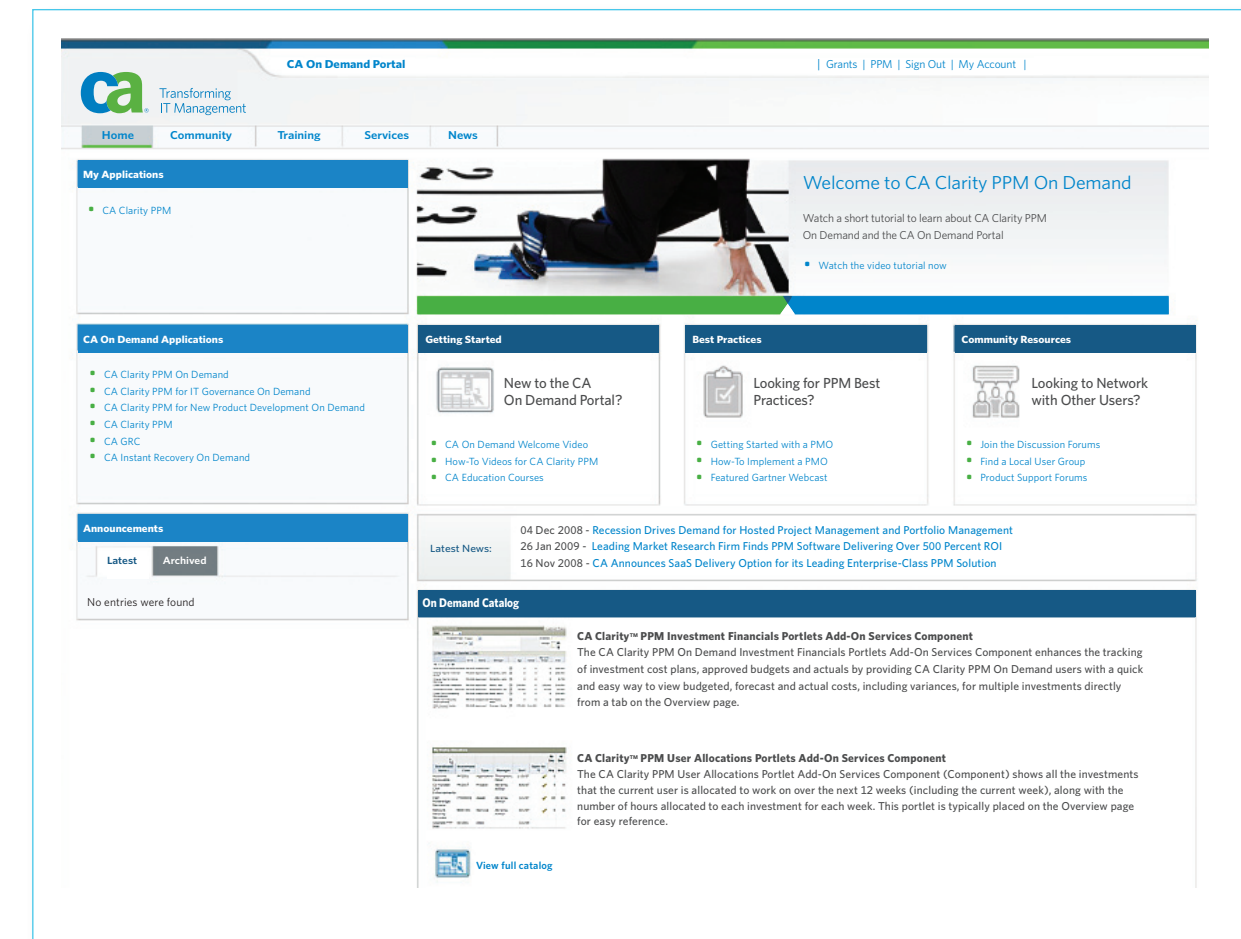 CA On Demand Portal
| Grants | PPM | Sign Out | My Account |
ca
Transforming
IT Management
Home Community Training Services News
My Applications
CA Clarity PPM
Welcome to CA Clarity PPM On Demand
Watch a short tutorial to learn about CA Clarity PPM
On Demand and the CA On Demand Portal
Watch the video tutorial now
CA On Demand Applications
CA Clarity PPM On Demand
CA Clarity PPM for IT Governance On Demand
CA Clarity PPM for New Product Development On Demand
CA Clarity PPM
CA GRC
CA Instant Recovery On Demand
Getting Started
New to the CA
On Demand Portal?
CA On Demand Welcome Video
How-To Videos for CA Clarity PPM
CA Education Courses
Best Practices
Looking for PPM Best
Practices?
Getting Started with a PMO
How-To Implement a PMO
Featured Gartner Webcast
Community Resources
Looking to Network
with Other Users?
Join the Discussion Forums
Find a Local User Group
Product Support Forums
Announcements
Latest Archived
No entries were found
Latest News:
04 Dec 2008 - Recession Drives Demand for Hosted Project Management and Portfolio Management
26 Jan 2009 - Leading Market Research Firm Finds PPM Software Delivering Over 500 Percent ROI
16 Nov 2008 - CA Announces SaaS Delivery Option for its Leading Enterprise-Class PPM Solution
On Demand Catalog
CA Clarity™ PPM Investment Financials Portlets Add-On Services Component
The CA Clarity PPM On Demand Investment Financials Portlets Add-On Services Component enhances the tracking
of investment cost plans, approved budgets and actuals by providing CA Clarity PPM On Demand users with a quick
and easy way to view budgeted, forecast and actual costs, including variances, for multiple investments directly
from a tab on the Overview page.
CA Clarity™ PPM User Allocations Portlets Add-On Services Component
The CA Clarity PPM User Allocations Portlet Add-On Services Component (Component) shows all the investments
that the current user is allocated to work on over the next 12 weeks (including the current week), along with the
number of hours allocated to each investment for each week. This portlet is typically placed on the Overview page
for easy reference.
View full catalog